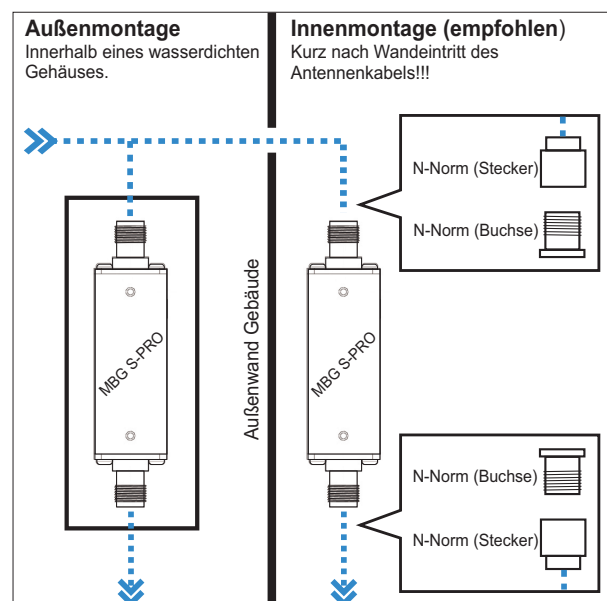 Außenmontage
Innerhalb eines wasserdichten
Gehäuses.
Innenmontage (empfohlen)
Kurz nach Wandeintritt des
Antennenkabels!!!
N-Norm (Stecker)
N-Norm (Buchse)
MBG S-PRO
Außenwand Gebäude
MBG S-PRO
N-Norm (Buchse)
N-Norm (Stecker)